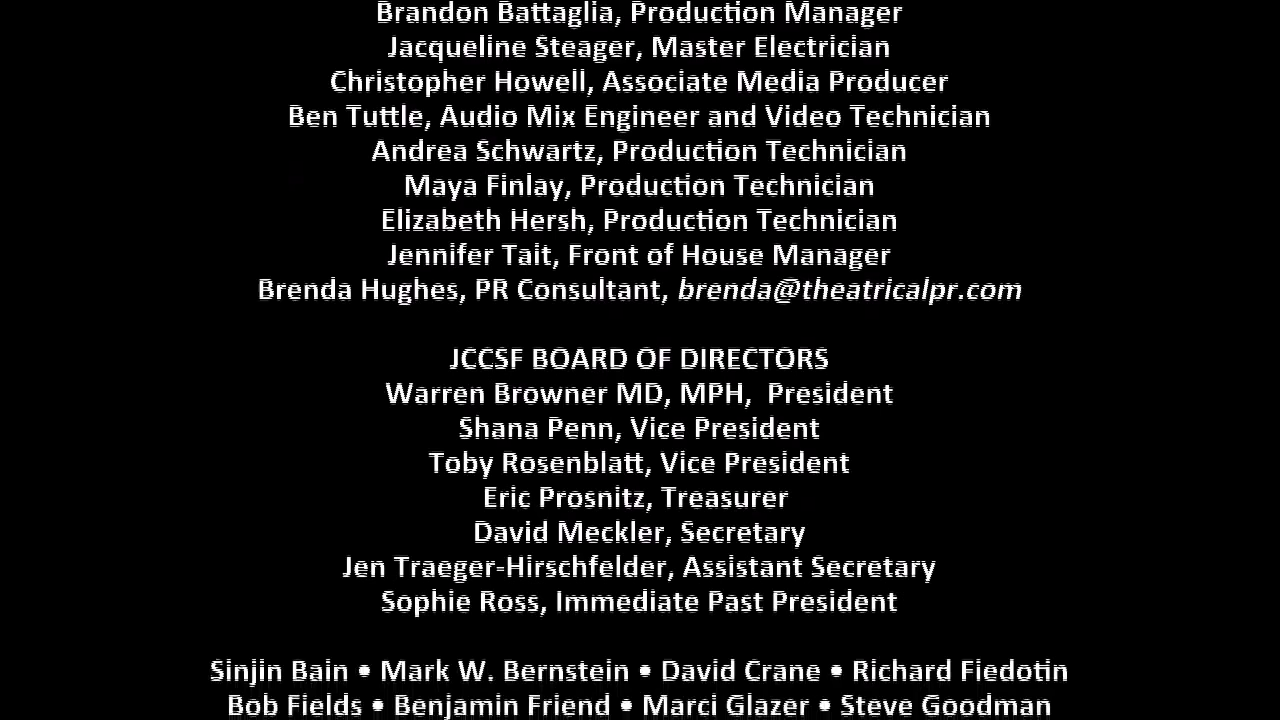 Brandon Battaglia, Production Manager
Jacqueline Steager, Master Electrician
Christopher Howell, Associate Media Producer
Ben Tuttle, Audio Mix Engineer and Video Technician
Andrea Schwartz, Production Technician
Maya Finlay, Production Technician
Elizabeth Hersh, Production Technician
Jennifer Tait, Front of House Manager
Brenda Hughes, PR Consultant, brenda@theatricalpr.com
JCCSF BOARD OF DIRECTORS
Warren Browner MD, MPH,  President
Shana Penn, Vice President
Toby Rosenblatt, Vice President
Eric Prosnitz, Treasurer
David Meckler, Secretary
Jen Traeger-Hirschfelder, Assistant Secretary
Sophie Ross, Immediate Past President
Sinjin Bain • Mark W. Bernstein • David Crane • Richard Fiedotin
Bob Fields • Benjamin Friend • Marci Glazer • Steve Goodman